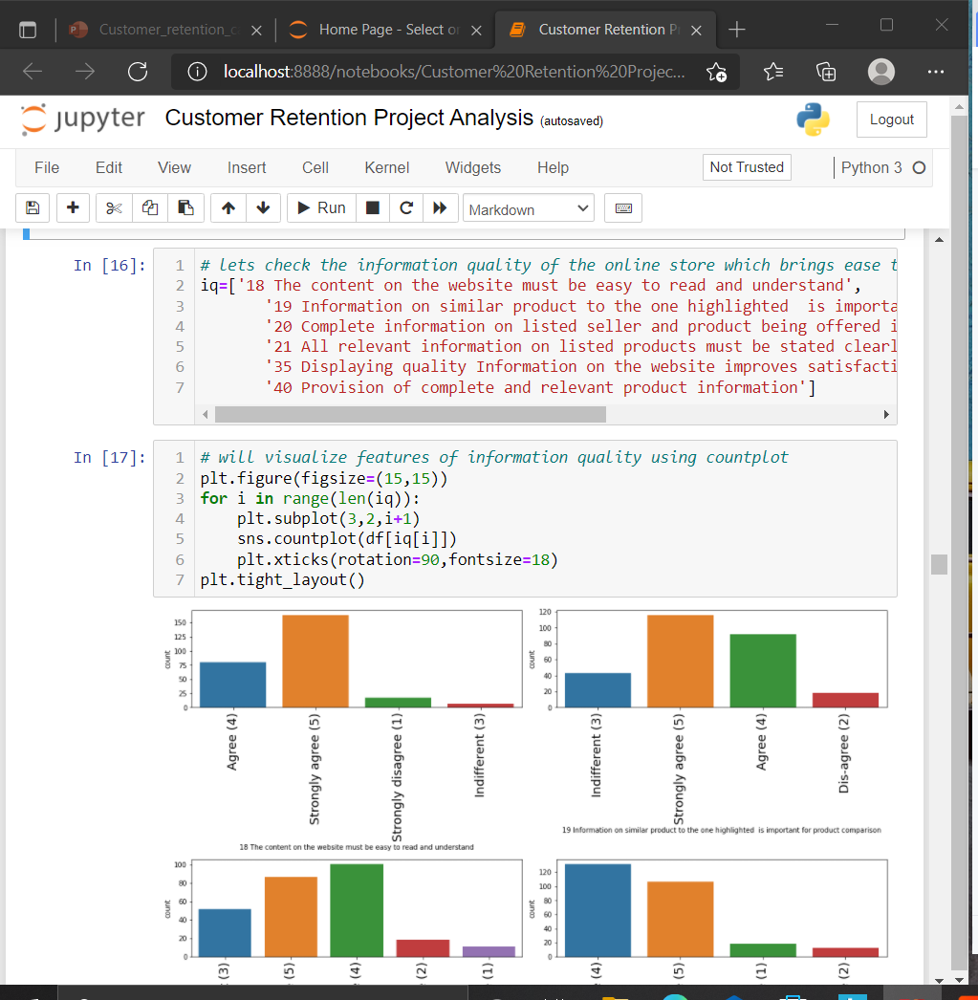 Customer_retention_c
Home Page - Select or
Customer Retention P
localhost:8888/notebooks/Customer%20Retention%20Projec...
jupyter
Customer Retention Project Analysis (autosaved)
Logout
File Edit View Insert Cell Kernel Widgets Help
Not Trusted
Python 3
Run
Markdown
In [16]:
1 # lets check the information quality of the online store which brings ease t
2 iq=['18 The content on the website must be easy to read and understand',
3 '19 Information on similar product to the one highlighted  is importa
4 '20 Complete information on listed seller and product being offered i
5 '21 All relevant information on listed products must be stated clearl
6 '35 Displaying quality Information on the website improves satisfacti
7 '40 Provision of complete and relevant product information']
In [17]:
1 # will visualize features of information quality using countplot
2 plt.figure(figsize=(15,15))
3 for i in range(len(iq)):
4 plt.subplot(3,2,i+1)
5 sns.countplot(df[iq[i]])
6 plt.xticks(rotation=90,fontsize=18)
7 plt.tight_layout()
150
125
100
75
50
25
0
count
Agree (4)
Strongly agree (5)
Strongly disagree (1)
Indifferent (3)
18 The content on the website must be easy to read and understand
120
100
80
60
40
20
0
count
Indifferent (3)
Strongly agree (5)
Agree (4)
Dis-agree (2)
19 Information on similar product to the one highlighted  is important for product comparison
100
80
60
40
20
0
count
(3)
(5)
(4)
(2)
(1)
120
100
80
60
40
20
0
count
(4)
(5)
(1)
(2)